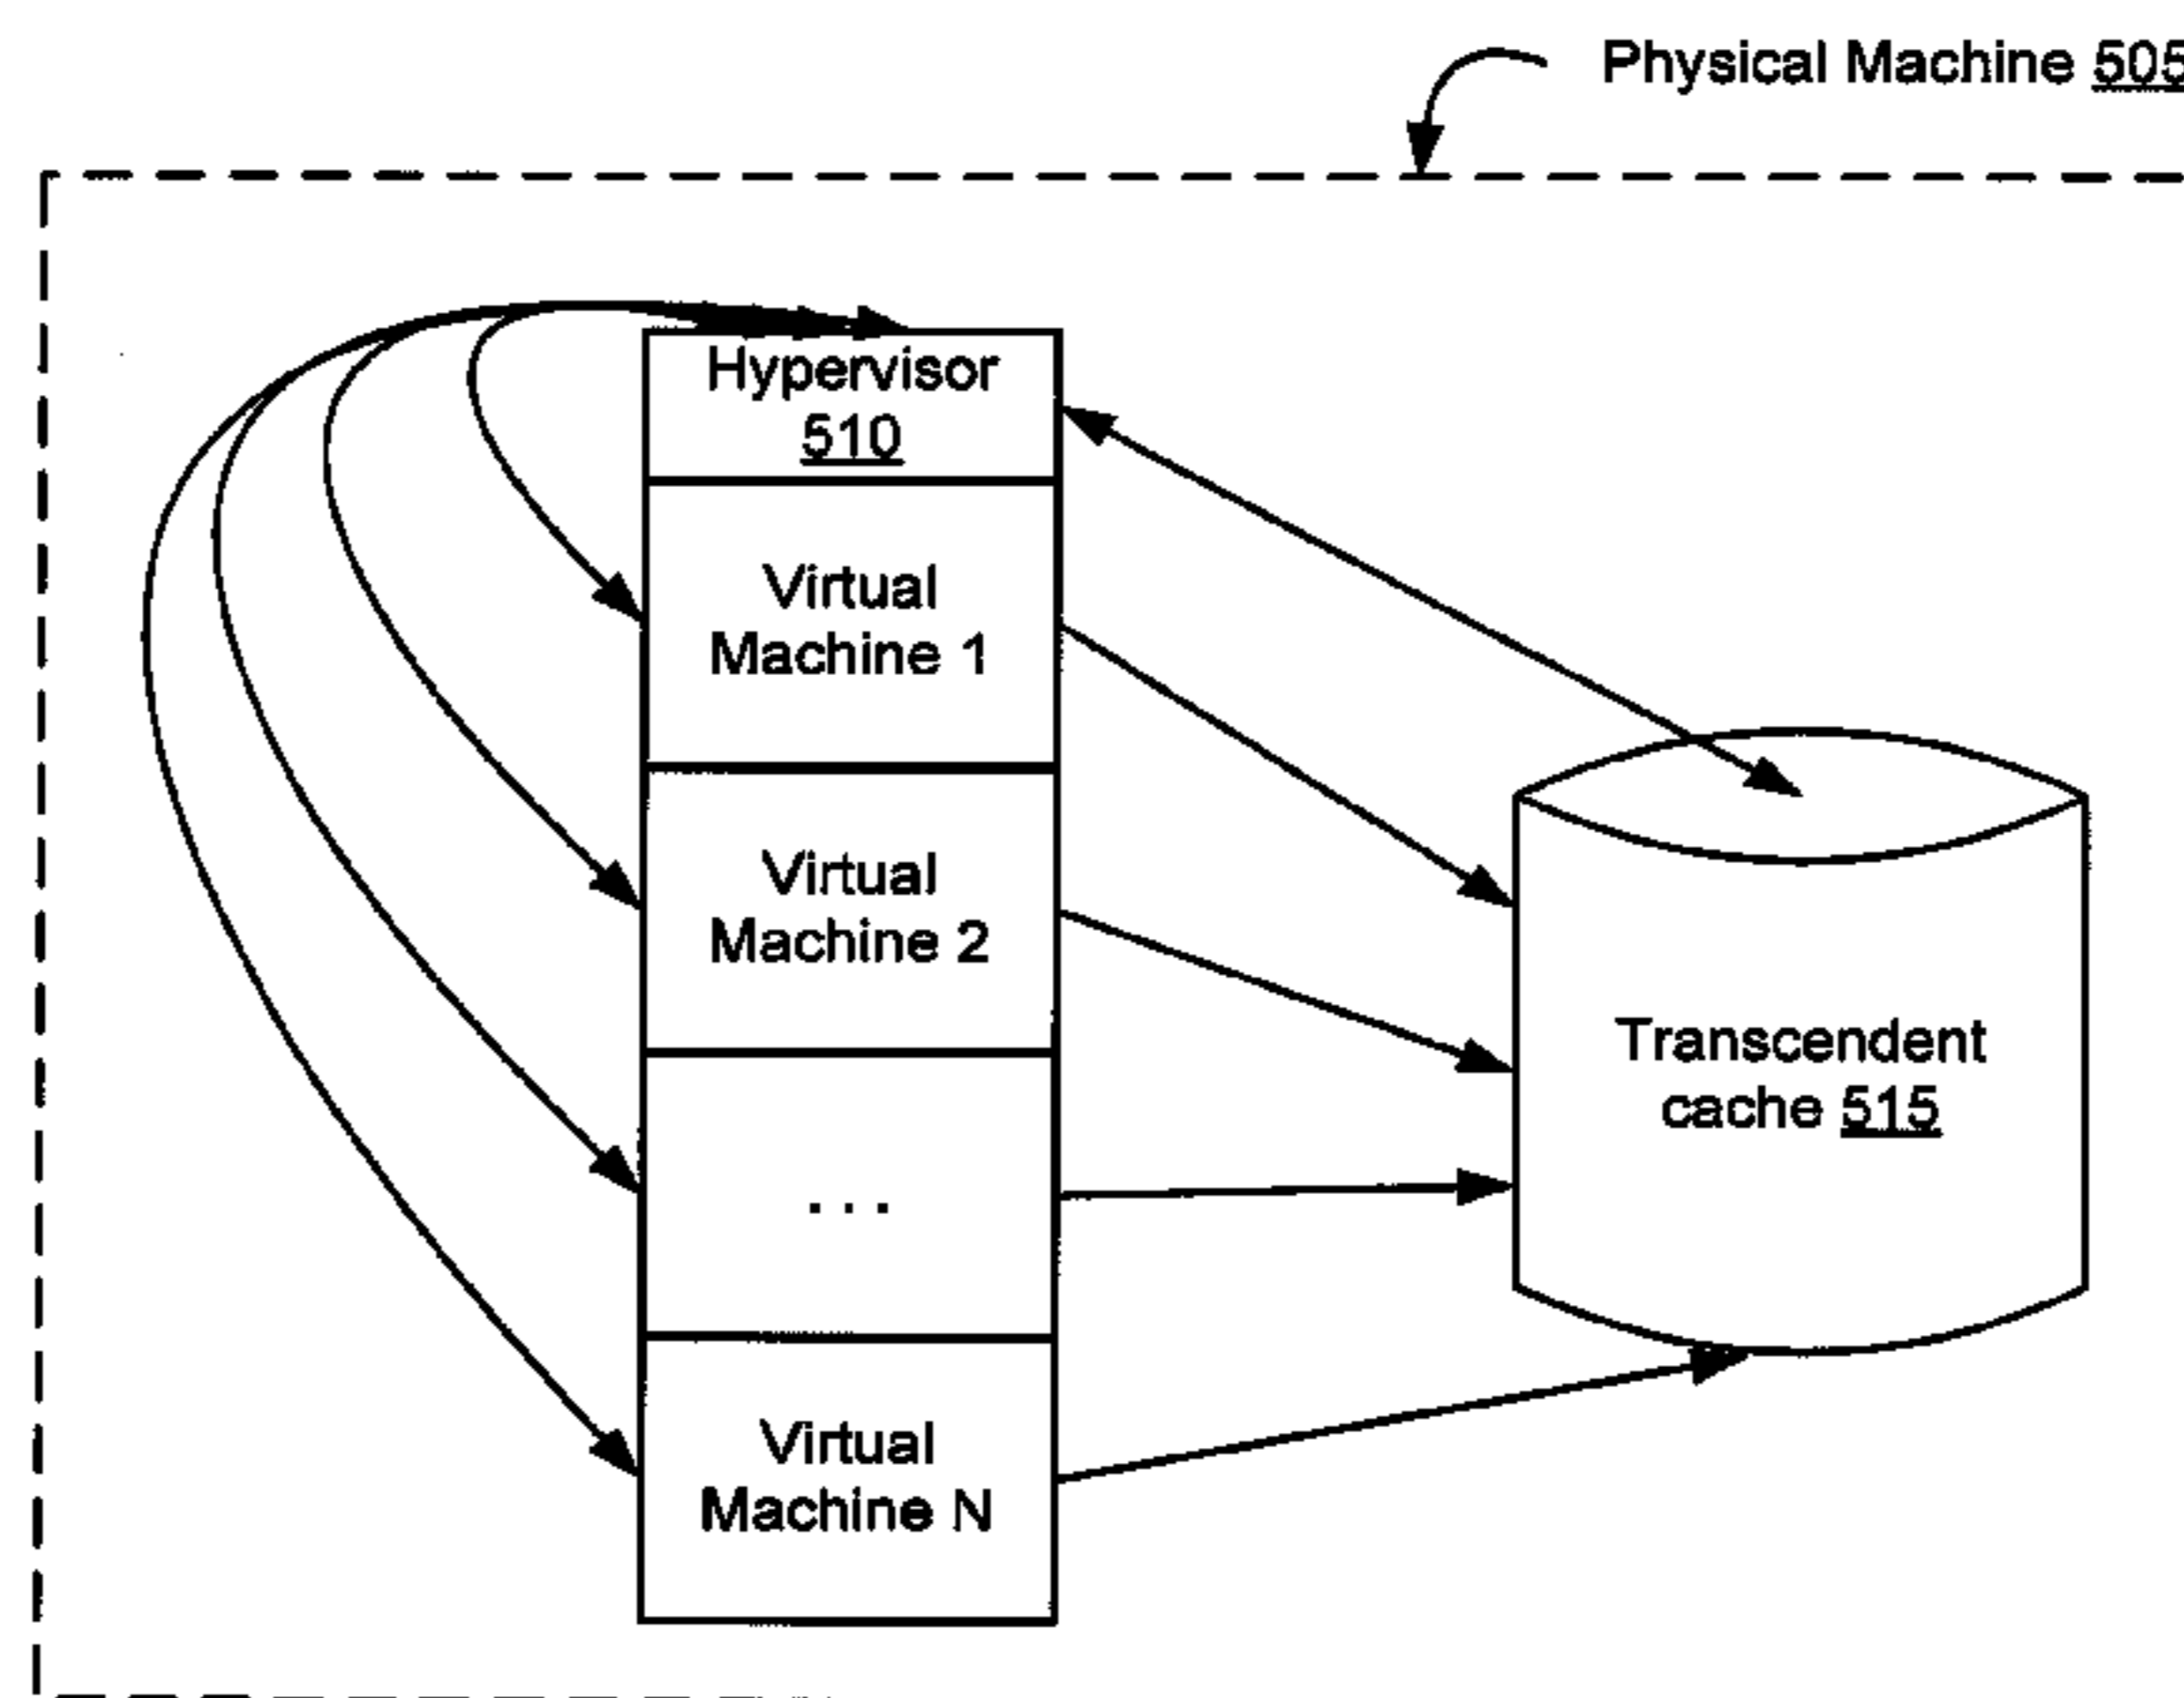 Physical Machine 505
Hypervisor
510
Virtual
Machine 1
Virtual
Machine 2
...
Virtual
Machine N
Transcendent
cache 515